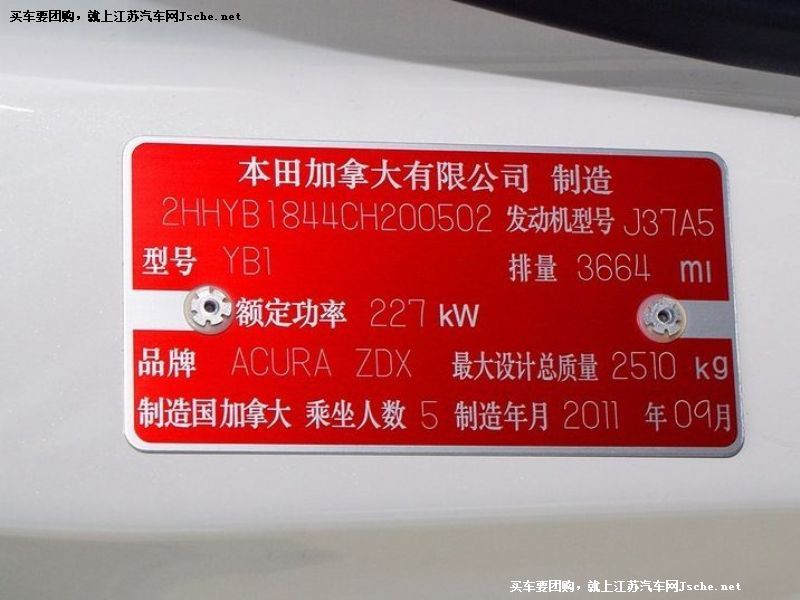 买车要团购，就上江苏汽车网Jsche.net
本田加拿大有限公司 制造
2HHYB1844CH200502 发动机型号 J37A5
型号 YB1 排量 3664 ml
额定功率 227 kW
品牌 ACURA ZDX 最大设计总质量 2510 kg
制造国加拿大 乘坐人数 5 制造年月 2011 年 09月
买车要团购，就上江苏汽车网Jsche.net